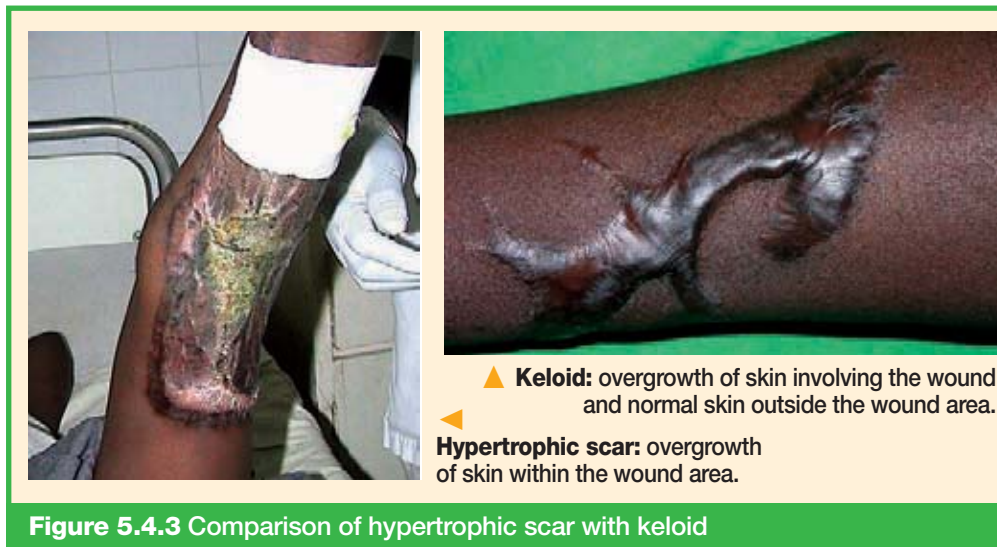 Keloid: overgrowth of skin involving the wound
and normal skin outside the wound area.
Hypertrophic scar: overgrowth
of skin within the wound area.
Figure 5.4.3 Comparison of hypertrophic scar with keloid